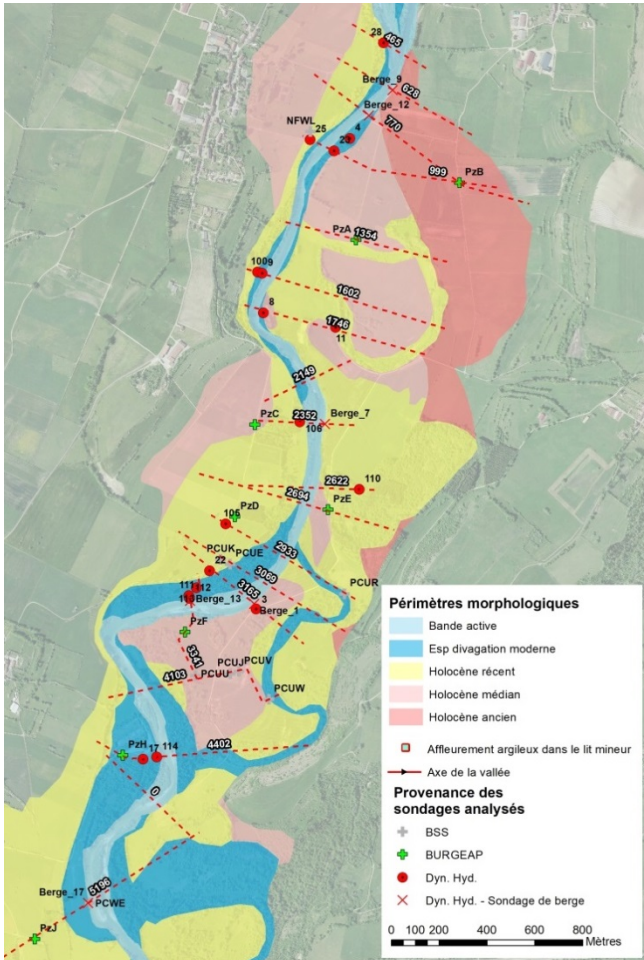 28
465
Berge_9
628
Berge_12
770
NFWL
25
4
23
999
PzB
PzA
1354
1009
1602
8
1746
11
2149
PzC
2352
106
Berge_7
2622
110
2694
PzE
PzD
105
2933
PCUK
PCUE
22
3069
PCUR
111
112
3165
3
113
Berge_13
Berge_1
PzF
3341
PCUJ
PCUV
4103
PCUU
PCUW
PzH
17
114
4402
0
Berge_17
5196
PCWE
PzJ
Périmètres morphologiques
Bande active
Esp divagation moderne
Holocène récent
Holocène médian
Holocène ancien
Affleurement argileux dans le lit mineur
Axe de la vallée
Provenance des
sondages analysés
BSS
BURGEAP
Dyn. Hyd.
Dyn. Hyd. - Sondage de berge
0 100 200 400 600 800
Mètres